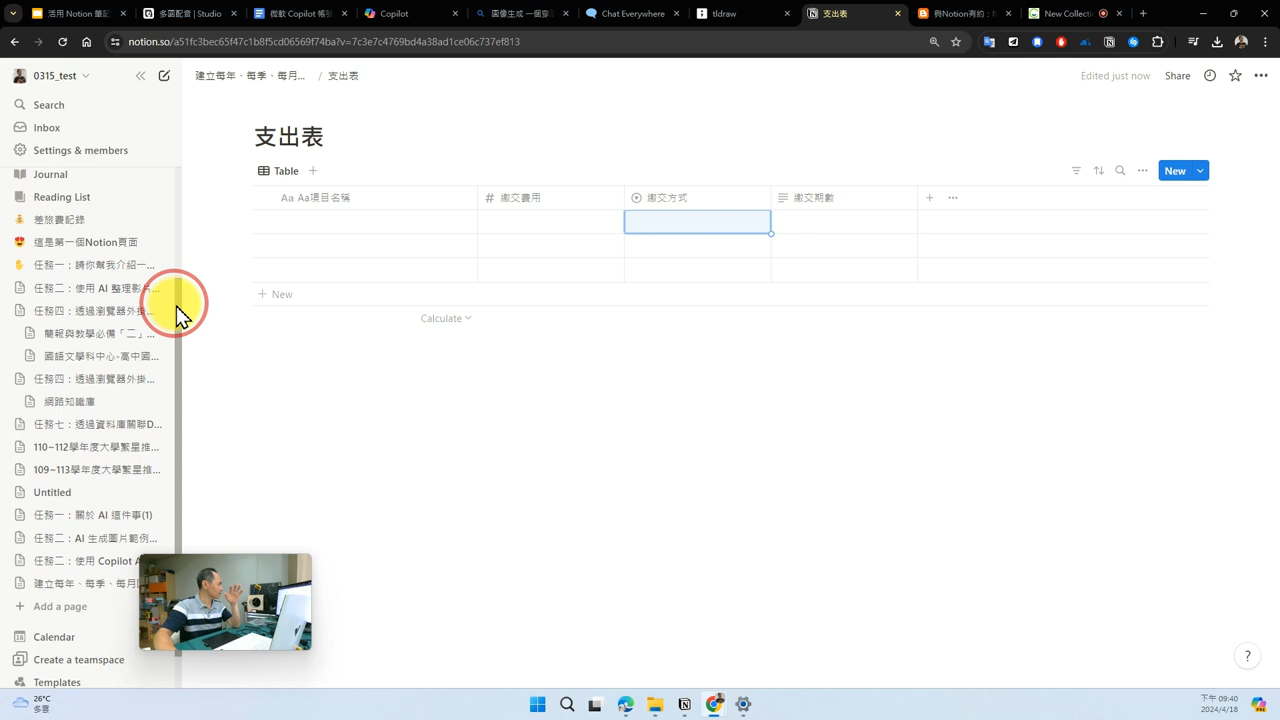 活用 Notion 筆記
多國配音 | Studio
微軟 Copilot 帳
Copilot
圖像生成 一個
Chat Everywhere
tldraw
支出表
與Notion有約：
New Collecti
notion.so/a51fc3bec65f47c1b8f5cd06569f74ba?v=7c3e7c4769bd4a38ad1ce06c737ef813
0315_test
建立每年、每季、每月... / 支出表
Edited just now
Share
Search
Inbox
Settings & members
Journal
Reading List
差旅費記錄
這是第一個Notion頁面
任務一：請你幫我介紹一...
任務二：使用 AI 整理影片...
任務四：透過瀏覽器外掛...
簡報與教學必備「二」...
國語文學科中心-高中國...
任務四：透過瀏覽器外掛...
網路知識庫
任務七：透過資料庫關聯D...
110~112學年度大學繁星推...
109~113學年度大學繁星推...
Untitled
任務一：關於 AI 這件事(1)
任務二：AI 生成圖片範例...
任務二：使用 Copilot A
建立每年、每季、每月
Add a page
Calendar
Create a teamspace
Templates
支出表
Table
New
Aa Aa項目名稱
# 繳交費用
繳交方式
繳交期數
New
Calculate
?
26°C
多雲
下午 09:40
2024/4/18